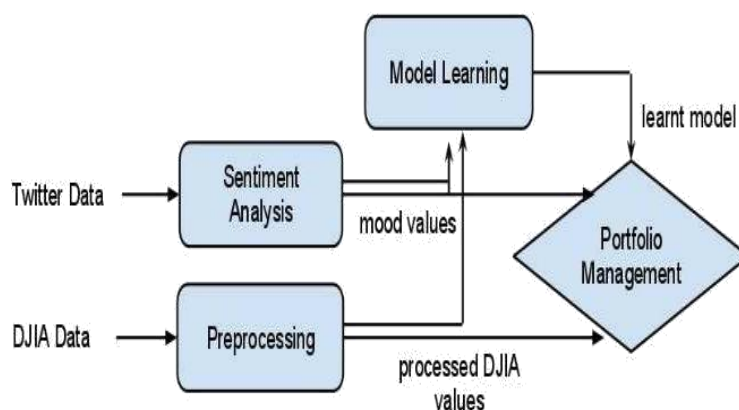 Model Learning
learnt model
Twitter Data
Sentiment
Analysis
mood values
Portfolio
Management
DJIA Data
Preprocessing
processed DJIA
values